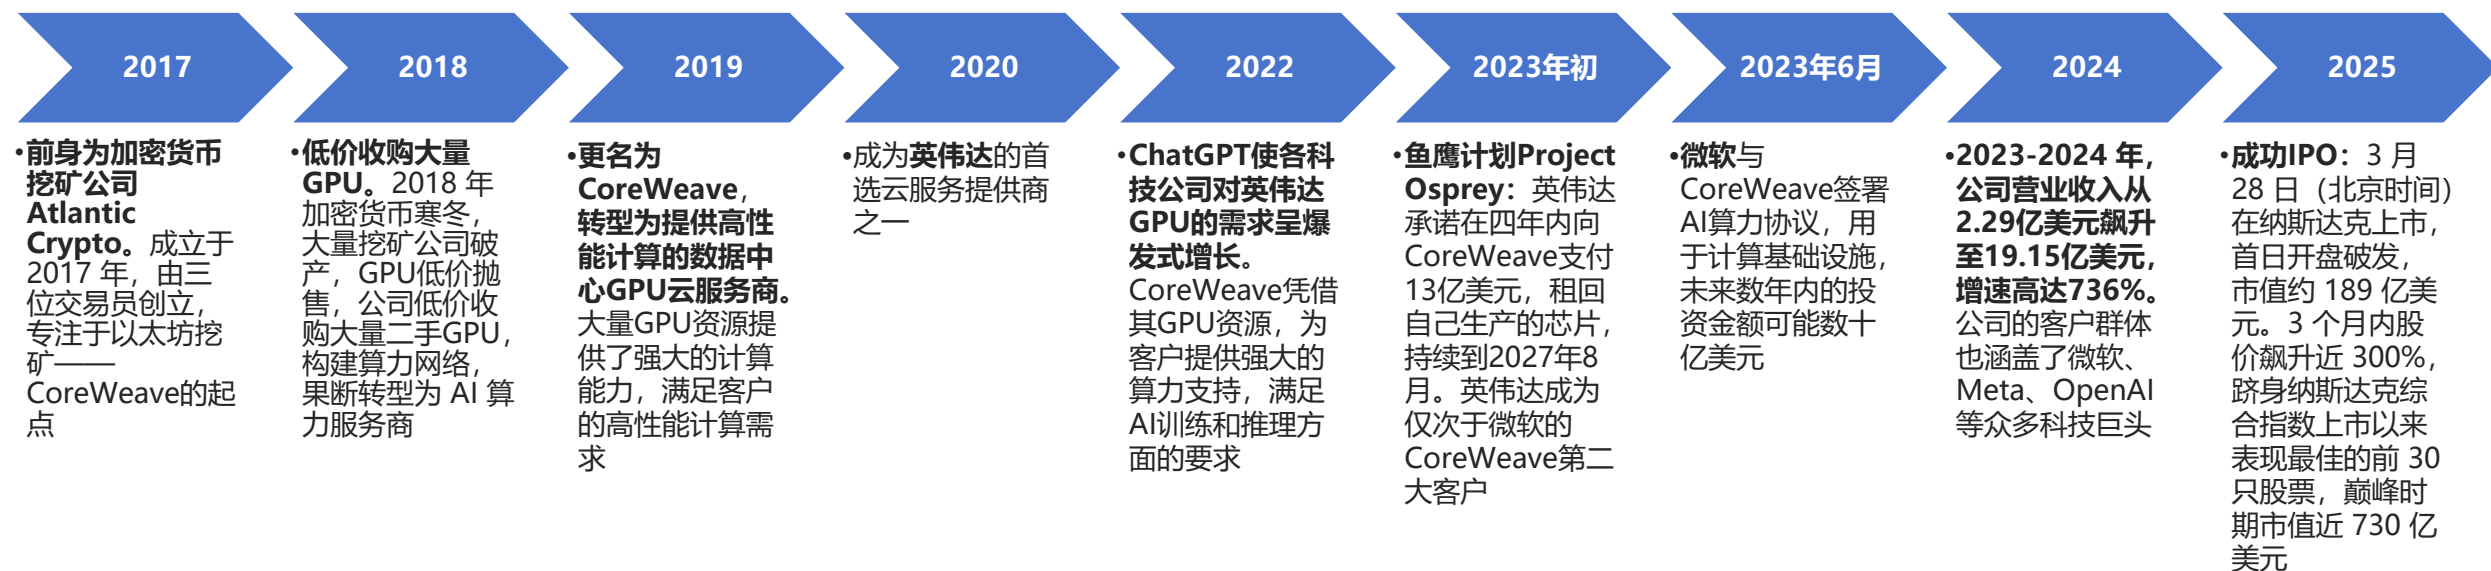 2017
2018
2019
2020
2022
2023年初
2023年6月
2024
2025
•前身为加密货币
挖矿公司
Atlantic
Crypto。成立于
2017 年，由三
位交易员创立，
专注于以太坊挖
矿——
CoreWeave的起
点
•低价收购大量
GPU。2018 年
加密货币寒冬，
大量挖矿公司破
产，GPU低价抛
售，公司低价收
购大量二手GPU，
构建算力网络，
果断转型为 AI 算
力服务商
•更名为
CoreWeave，
转型为提供高性
能计算的数据中
心GPU云服务商。
大量GPU资源提
供了强大的计算
能力，满足客户
的高性能计算需
求
•成为英伟达的首
选云服务提供商
之一
•ChatGPT使各科
技公司对英伟达
GPU的需求呈爆
发式增长。
CoreWeave凭借
其GPU资源，为
客户提供强大的
算力支持，满足
AI训练和推理方
面的要求
•鱼鹰计划Project
Osprey：英伟达
承诺在四年内向
CoreWeave支付
13亿美元，租回
自己生产的芯片，
持续到2027年8
月。英伟达成为
仅次于微软的
CoreWeave第二
大客户
•微软与
CoreWeave签署
AI算力协议，用
于计算基础设施，
未来数年内的投
资金额可能数十
亿美元
•2023-2024 年，
公司营业收入从
2.29亿美元飙升
至19.15亿美元，
增速高达736%。
公司的客户群体
也涵盖了微软、
Meta、OpenAI
等众多科技巨头
•成功IPO：3 月
28 日（北京时间）
在纳斯达克上市，
首日开盘破发，
市值约 189 亿美
元。3 个月内股
价飙升近 300%，
跻身纳斯达克综
合指数上市以来
表现最佳的前 30
只股票，巅峰时
期市值近 730 亿
美元